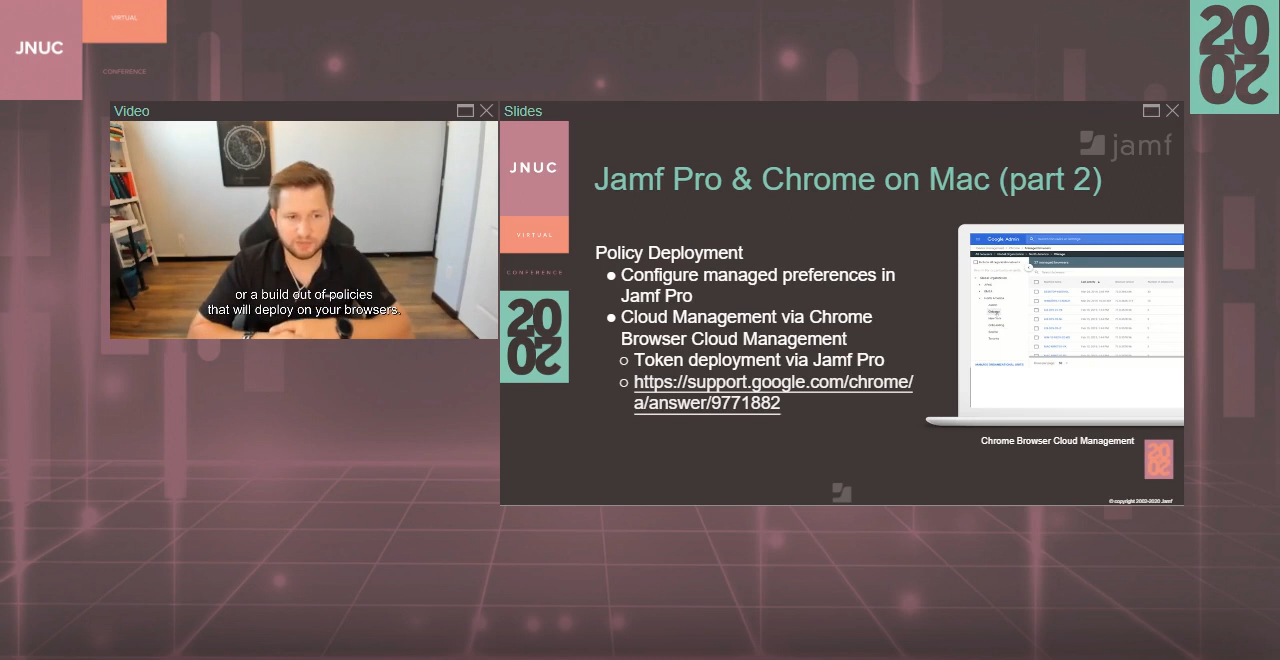 JNUC
VIRTUAL
CONFERENCE
2020
Video
or a build out of policies
that will deploy on your browsers.
Slides
JNUC
VIRTUAL
CONFERENCE
2020
jamf
Jamf Pro & Chrome on Mac (part 2)
Policy Deployment
● Configure managed preferences in
Jamf Pro
● Cloud Management via Chrome
Browser Cloud Management
○ Token deployment via Jamf Pro
○ https://support.google.com/chrome/
a/answer/9771882
Google Admin
Chrome Browser Cloud Management
2020
© copyright 2002-2020 Jamf